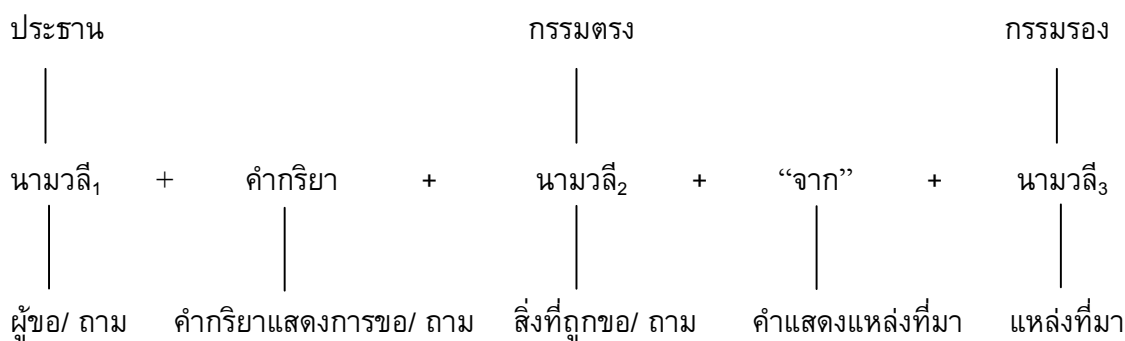 ประธาน กรรมตรง กรรมรอง
นามวลี₁ + คำกริยา + นามวลี₂ + “จาก” + นามวลี₃
ผู้ขอ/ ถาม คำกริยาแสดงการขอ/ ถาม สิ่งที่ถูกขอ/ ถาม คำแสดงแหล่งที่มา แหล่งที่มา